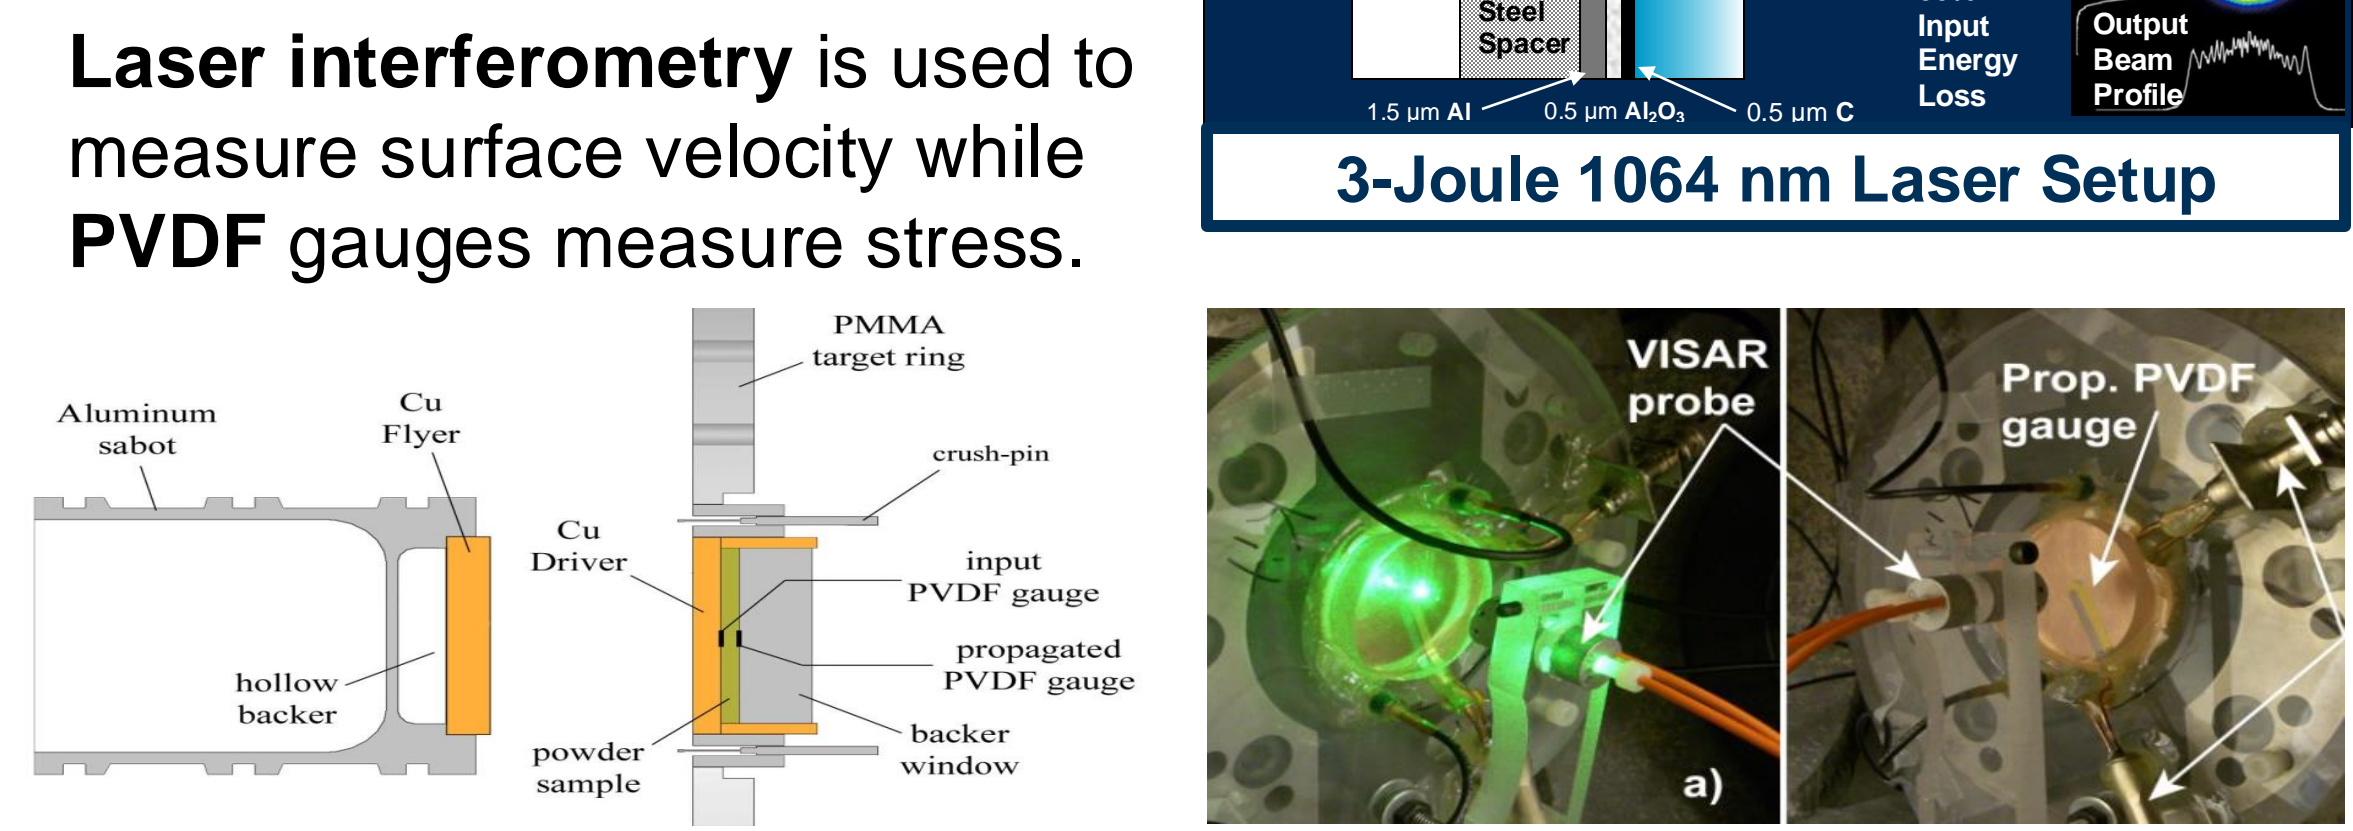 Laser interferometry is used to
measure surface velocity while
PVDF gauges measure stress.
Steel
Spacer
1.5 µm Al
0.5 µm Al₂O₃
0.5 µm C
Input
Energy
Loss
Output
Beam
Profile
3-Joule 1064 nm Laser Setup
PMMA
target ring
Aluminum
sabot
Cu
Flyer
crush-pin
Cu
Driver
input
PVDF gauge
propagated
PVDF gauge
hollow
backer
powder
sample
backer
window
VISAR
probe
a)
Prop. PVDF
gauge